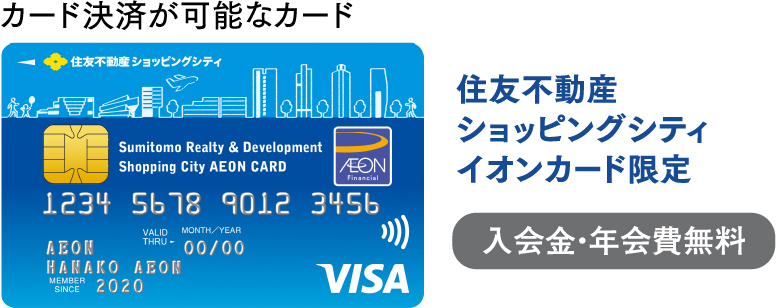 カード決済が可能なカード
住友不動産 ショッピングシティ
Sumitomo Realty & Development
Shopping City AEON CARD
AEON
Financial
1234 5678 9012 3456
VALID
THRU
MONTH/YEAR
00/00
AEON
HANAKO AEON
MEMBER
SINCE
2020
VISA
住友不動産
ショッピングシティ
イオンカード限定
入会金・年会費無料